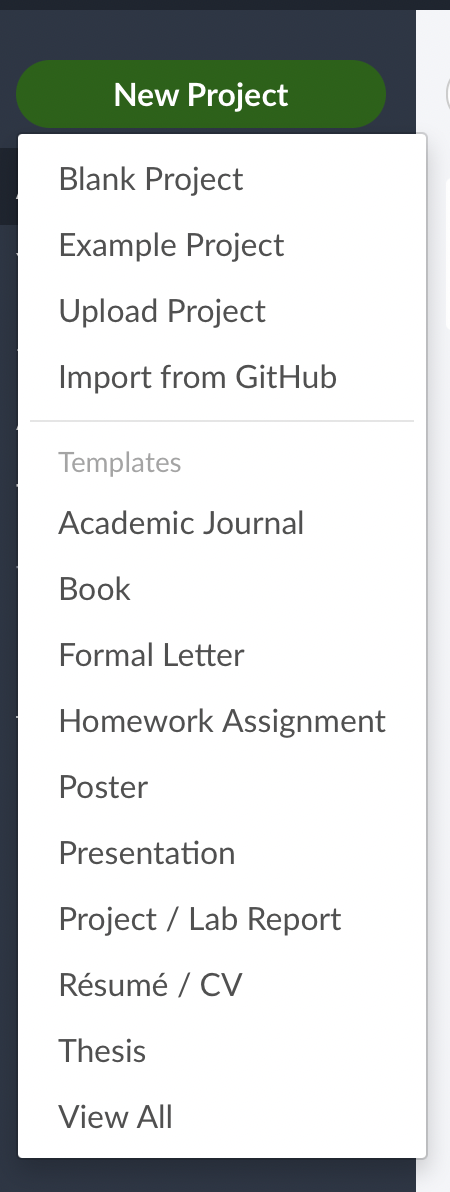 New Project
Blank Project
Example Project
Upload Project
Import from GitHub
Templates
Academic Journal
Book
Formal Letter
Homework Assignment
Poster
Presentation
Project / Lab Report
Résumé / CV
Thesis
View All